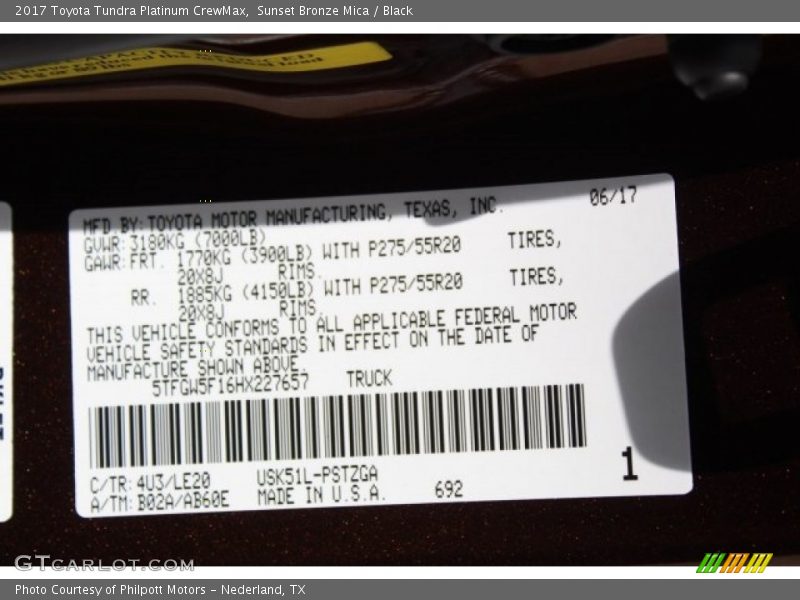 2017 Toyota Tundra Platinum CrewMax, Sunset Bronze Mica / Black
MFD BY: TOYOTA MOTOR MANUFACTURING, TEXAS, INC. 06/17
GVWR: 3180KG (7000LB)
GAWR: FRT. 1770KG (3900LB) WITH P275/55R20 TIRES,
20X8J RIMS.
RR. 1885KG (4150LB) WITH P275/55R20 TIRES,
20X8J RIMS.
THIS VEHICLE CONFORMS TO ALL APPLICABLE FEDERAL MOTOR
VEHICLE SAFETY STANDARDS IN EFFECT ON THE DATE OF
MANUFACTURE SHOWN ABOVE.
5TFGW5F16HX227657 TRUCK
C/TR: 4U3/LE20 USK51L-PSTZGA
A/TM: B02A/AB60E MADE IN U.S.A. 692
1
GTCARLOT.COM
Photo Courtesy of Philpott Motors - Nederland, TX